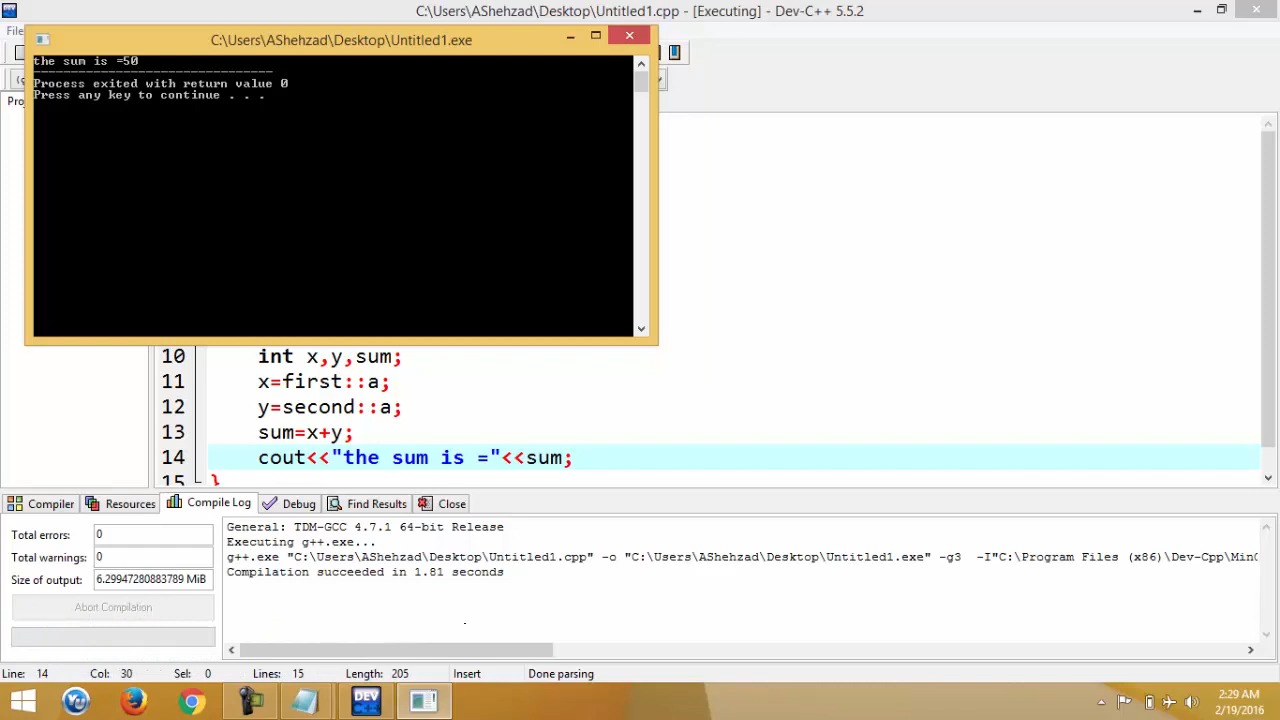 C:\Users\AShehzad\Desktop\Untitled1.cpp - [Executing] - Dev-C++ 5.5.2
File
C:\Users\AShehzad\Desktop\Untitled1.exe
the sum is =50
--------------------------------
Process exited with return value 0
Press any key to continue . . .
10 int x,y,sum;
11 x=first::a;
12 y=second::a;
13 sum=x+y;
14 cout<<"the sum is ="<<sum;
15 }
Compiler Resources Compile Log Debug Find Results Close
Total errors: 0
Total warnings: 0
Size of output: 6.29947280883789 MiB
Abort Compilation
General: TDM-GCC 4.7.1 64-bit Release
Executing g++.exe...
g++.exe "C:\Users\AShehzad\Desktop\Untitled1.cpp" -o "C:\Users\AShehzad\Desktop\Untitled1.exe" -g3 -I"C:\Program Files (x86)\Dev-Cpp\MinG
Compilation succeeded in 1.81 seconds
Line: 14 Col: 30 Sel: 0 Lines: 15 Length: 205 Insert Done parsing
DEV
2:29 AM
2/19/2016